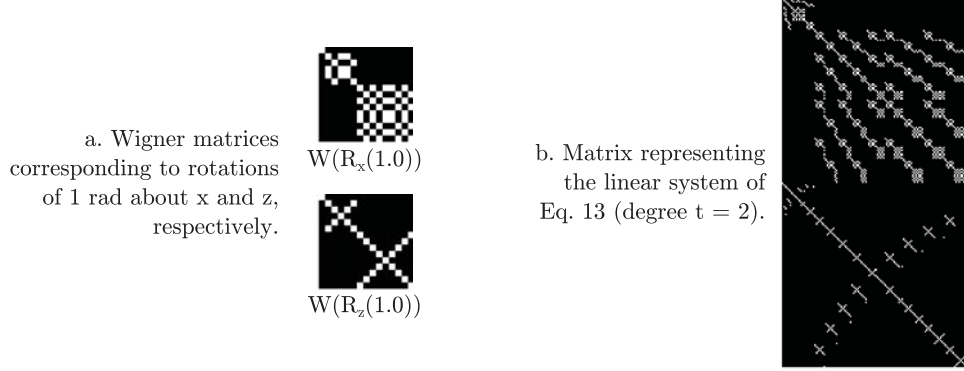 a. Wigner matrices
corresponding to rotations
of 1 rad about x and z,
respectively.
W(Rx(1.0))
W(Rz(1.0))
b. Matrix representing
the linear system of
Eq. 13 (degree t = 2).